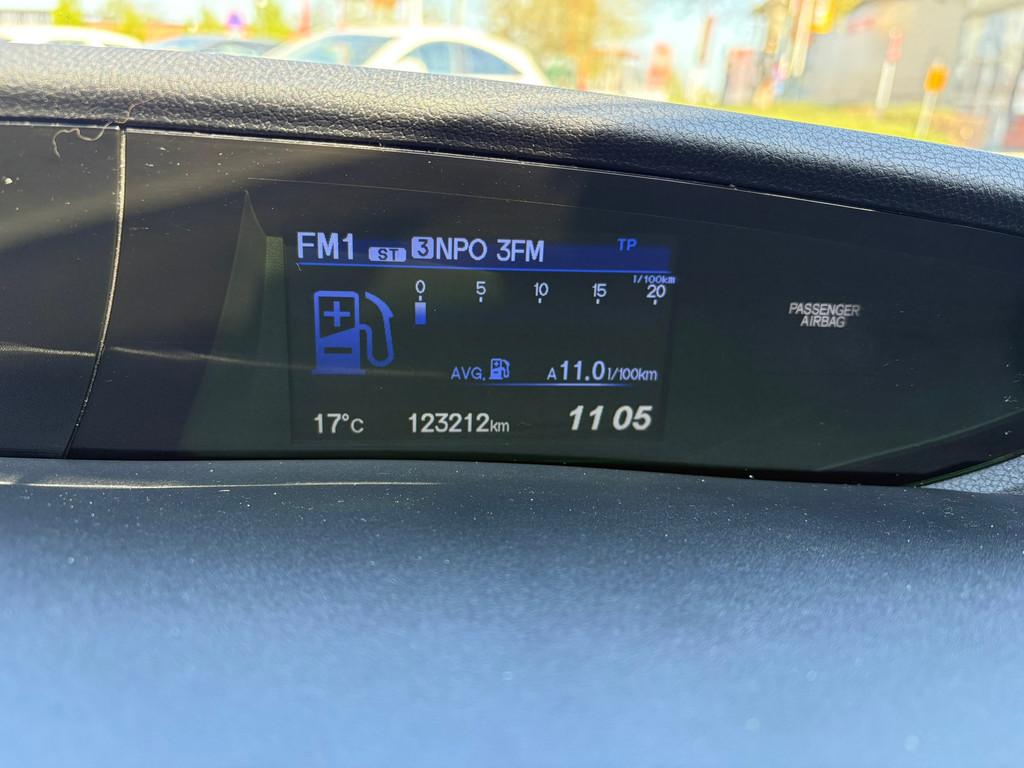 FM1 ST 3 NPO 3FM TP
l/100km
0 5 10 15 20
AVG. A 11.0 l/100km
17°C 123212km 11 05
PASSENGER
AIRBAG